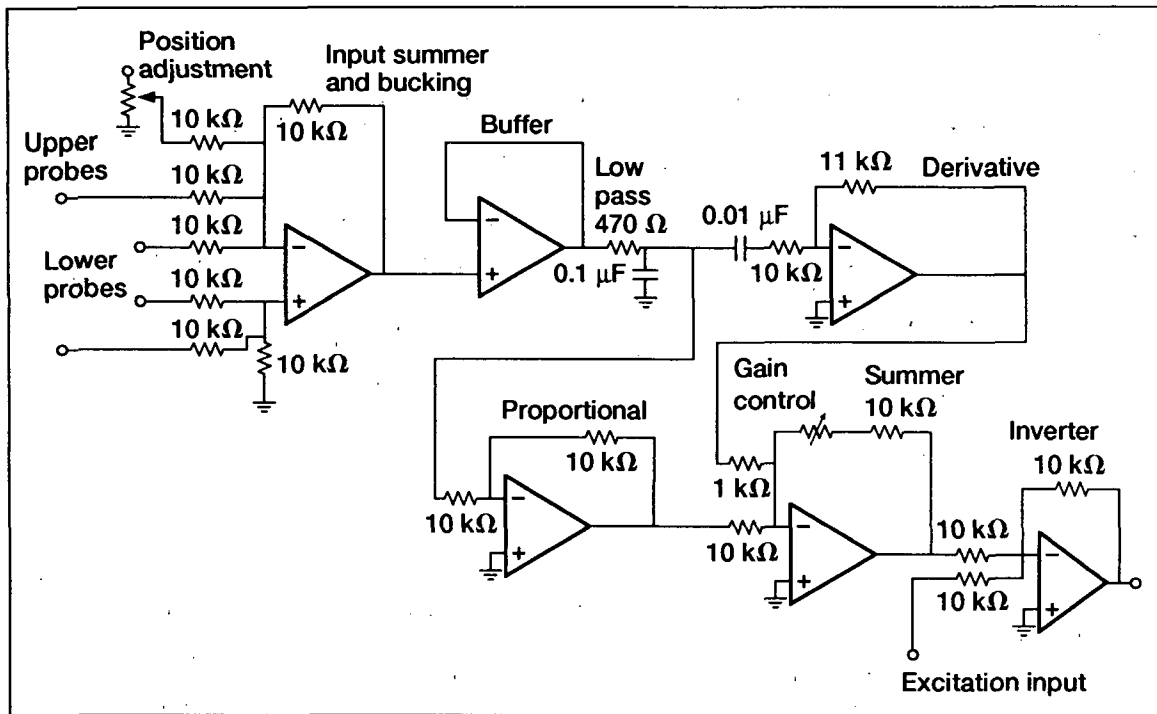 Position
adjustment
Input summer
and bucking
10 kΩ
10 kΩ
Upper
probes
10 kΩ
10 kΩ
Lower
probes
10 kΩ
10 kΩ
10 kΩ
−
+
Buffer
−
+
Low
pass
470 Ω
0.1 μF
0.01 μF
10 kΩ
11 kΩ
Derivative
−
+
Proportional
10 kΩ
10 kΩ
−
+
Gain
control
Summer
10 kΩ
1 kΩ
10 kΩ
−
+
Inverter
10 kΩ
10 kΩ
10 kΩ
−
+
Excitation input